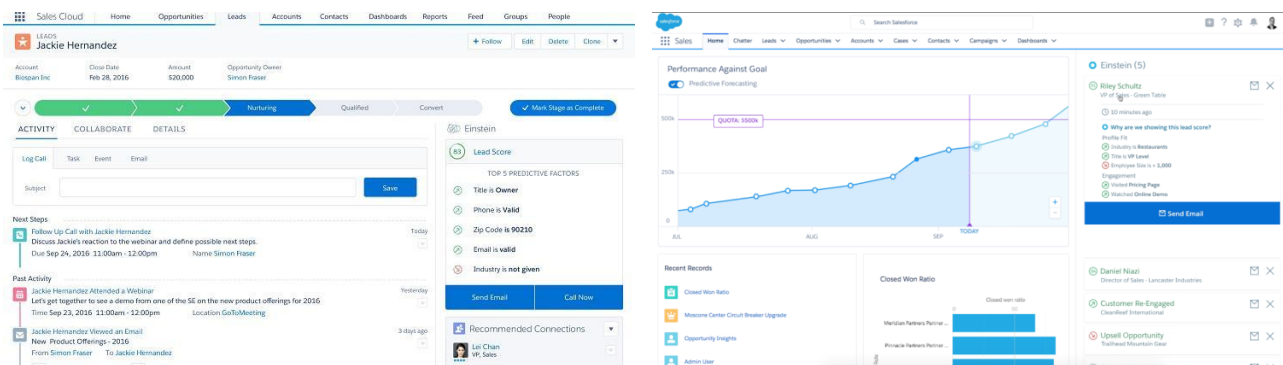 Sales Cloud Home Opportunities Leads Accounts Contacts Dashboards Reports Feed Groups People
LEADS
Jackie Hernandez
+ Follow Edit Delete Clone
Account Close Date Amount Opportunity Owner
Biospan Inc Feb 28, 2016 $20,000 Simon Fraser
Nurturing Qualified Convert Mark Stage as Complete
ACTIVITY COLLABORATE DETAILS
Log Call Task Event Email
Subject Save
Next Steps
Follow Up Call with Jackie Hernandez Today
Discuss Jackie's reaction to the webinar and define possible next steps.
Due Sep 24, 2016 11:00am - 12:00pm Name Simon Fraser
Past Activity
Jackie Hernandez Attended a Webinar Yesterday
Let's get together to see a demo from one of the SE on the new product offerings for 2016
Time Sep 23, 2016 11:00am - 12:00pm Location GoToMeeting
Jackie Hernandez Viewed an Email 3 days ago
New Product Offerings - 2016
From Simon Fraser To Jackie Hernandez
Einstein
83 Lead Score
TOP 5 PREDICTIVE FACTORS
Title is Owner
Phone is Valid
Zip Code is 90210
Email is valid
Industry is not given
Send Email Call Now
Recommended Connections
Lei Chan
VP, Sales
salesforce
Search Salesforce
Sales Home Chatter Leads Opportunities Accounts Cases Contacts Campaigns Dashboards
Performance Against Goal
Predictive Forecasting
500k
QUOTA: $500k
250k
0
JUL AUG SEP TODAY
Recent Records
Closed Won Ratio
Moscone Center Circuit Breaker Upgrade
Opportunity Insights
Admin User
Closed Won Ratio
Closed won ratio
0 50
Meridian Partners Partner ...
Pinnacle Partners Partner ...
Einstein (5)
Riley Schultz
VP of Sales - Green Table
10 minutes ago
Why are we showing this lead score?
Profile Fit
Industry is Restaurants
Title is VP Level
Employee Size is < 1,000
Engagement
Visited Pricing Page
Watched Online Demo
Send Email
Daniel Niazi
Director of Sales - Lancaster Industries
Customer Re-Engaged
CleanReef International
Upsell Opportunity
Trailhead Mountain Gear